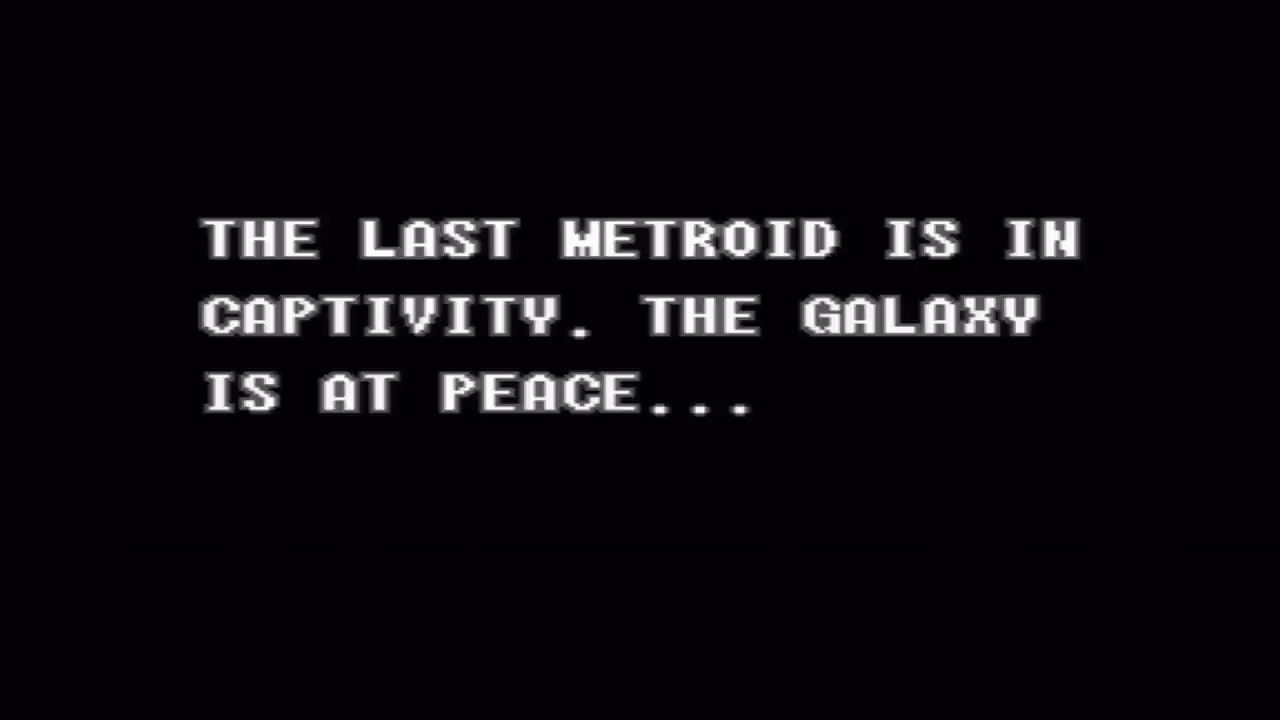 THE LAST METROID IS IN
CAPTIVITY. THE GALAXY
IS AT PEACE...